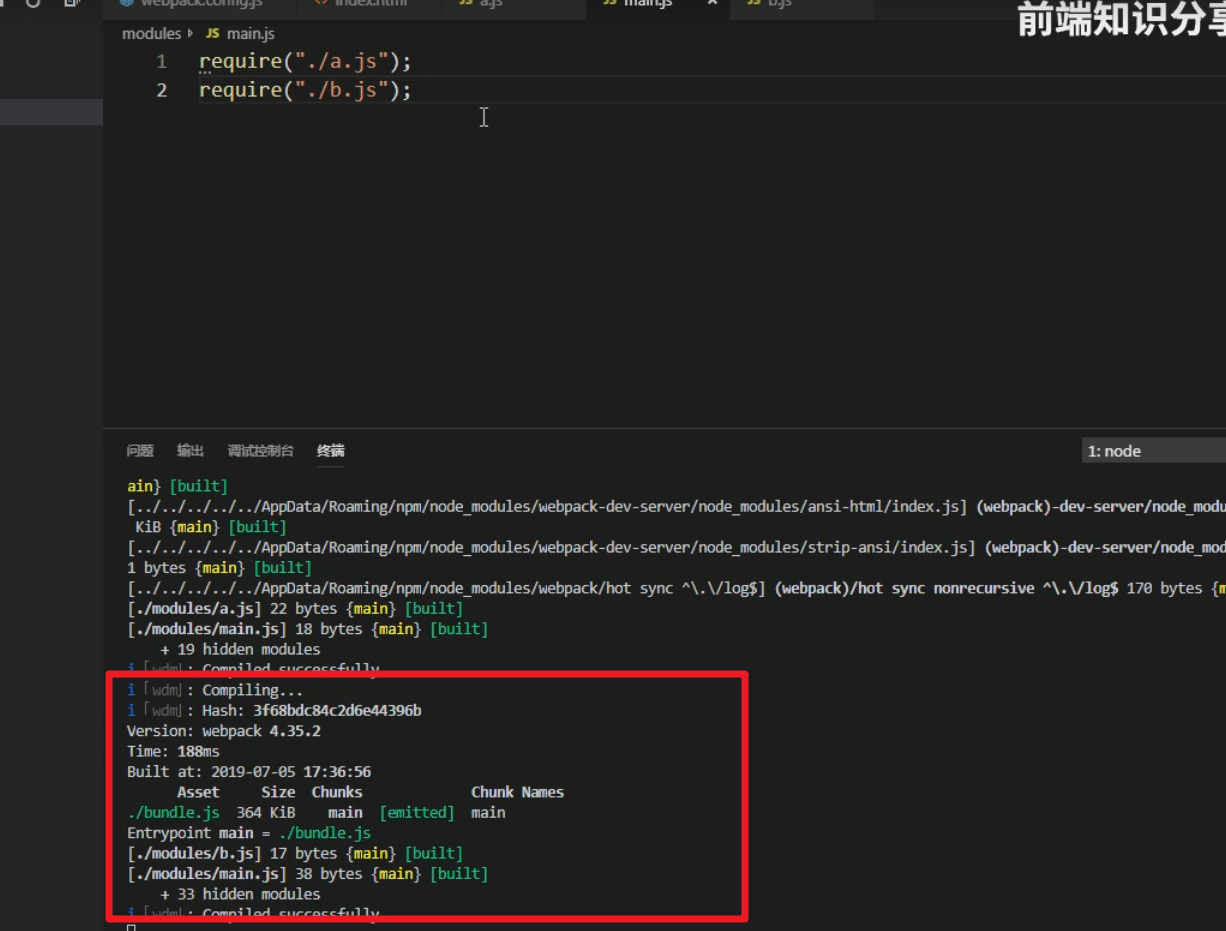 webpack.config.js index.html JS a.js JS main.js JS b.js
前端知识分享
modules JS main.js
1 require("./a.js");
2 require("./b.js");
问题 输出 调试控制台 终端 1: node
ain} [built]
[../../../../../AppData/Roaming/npm/node_modules/webpack-dev-server/node_modules/ansi-html/index.js] (webpack)-dev-server/node_modu
KiB {main} [built]
[../../../../../AppData/Roaming/npm/node_modules/webpack-dev-server/node_modules/strip-ansi/index.js] (webpack)-dev-server/node_mod
1 bytes {main} [built]
[../../../../../AppData/Roaming/npm/node_modules/webpack/hot sync ^\.\/log$] (webpack)/hot sync nonrecursive ^\.\/log$ 170 bytes {m
[./modules/a.js] 22 bytes {main} [built]
[./modules/main.js] 18 bytes {main} [built]
+ 19 hidden modules
i 「wdm」: Compiled successfully.
i 「wdm」: Compiling...
i 「wdm」: Hash: 3f68bdc84c2d6e44396b
Version: webpack 4.35.2
Time: 188ms
Built at: 2019-07-05 17:36:56
Asset Size Chunks Chunk Names
./bundle.js 364 KiB main [emitted] main
Entrypoint main = ./bundle.js
[./modules/b.js] 17 bytes {main} [built]
[./modules/main.js] 38 bytes {main} [built]
+ 33 hidden modules
i 「wdm」: Compiled successfully.